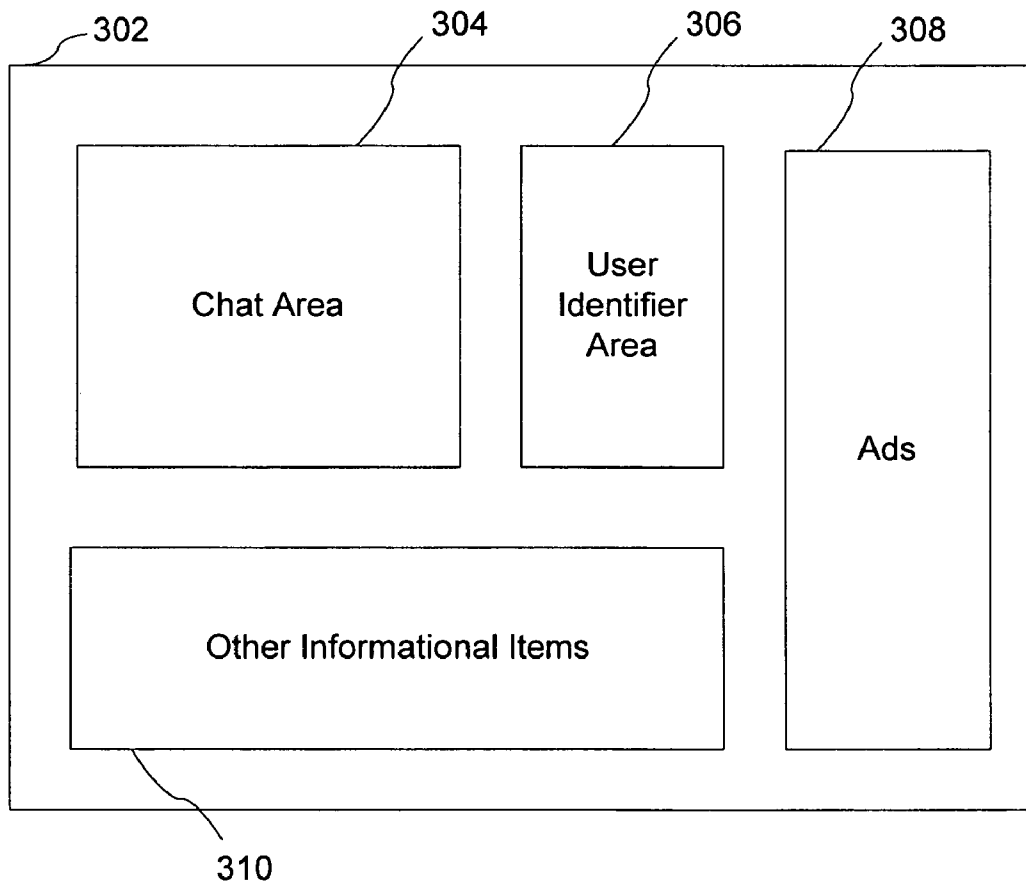 302
304
306
308
Chat Area
User
Identifier
Area
Ads
Other Informational Items
310